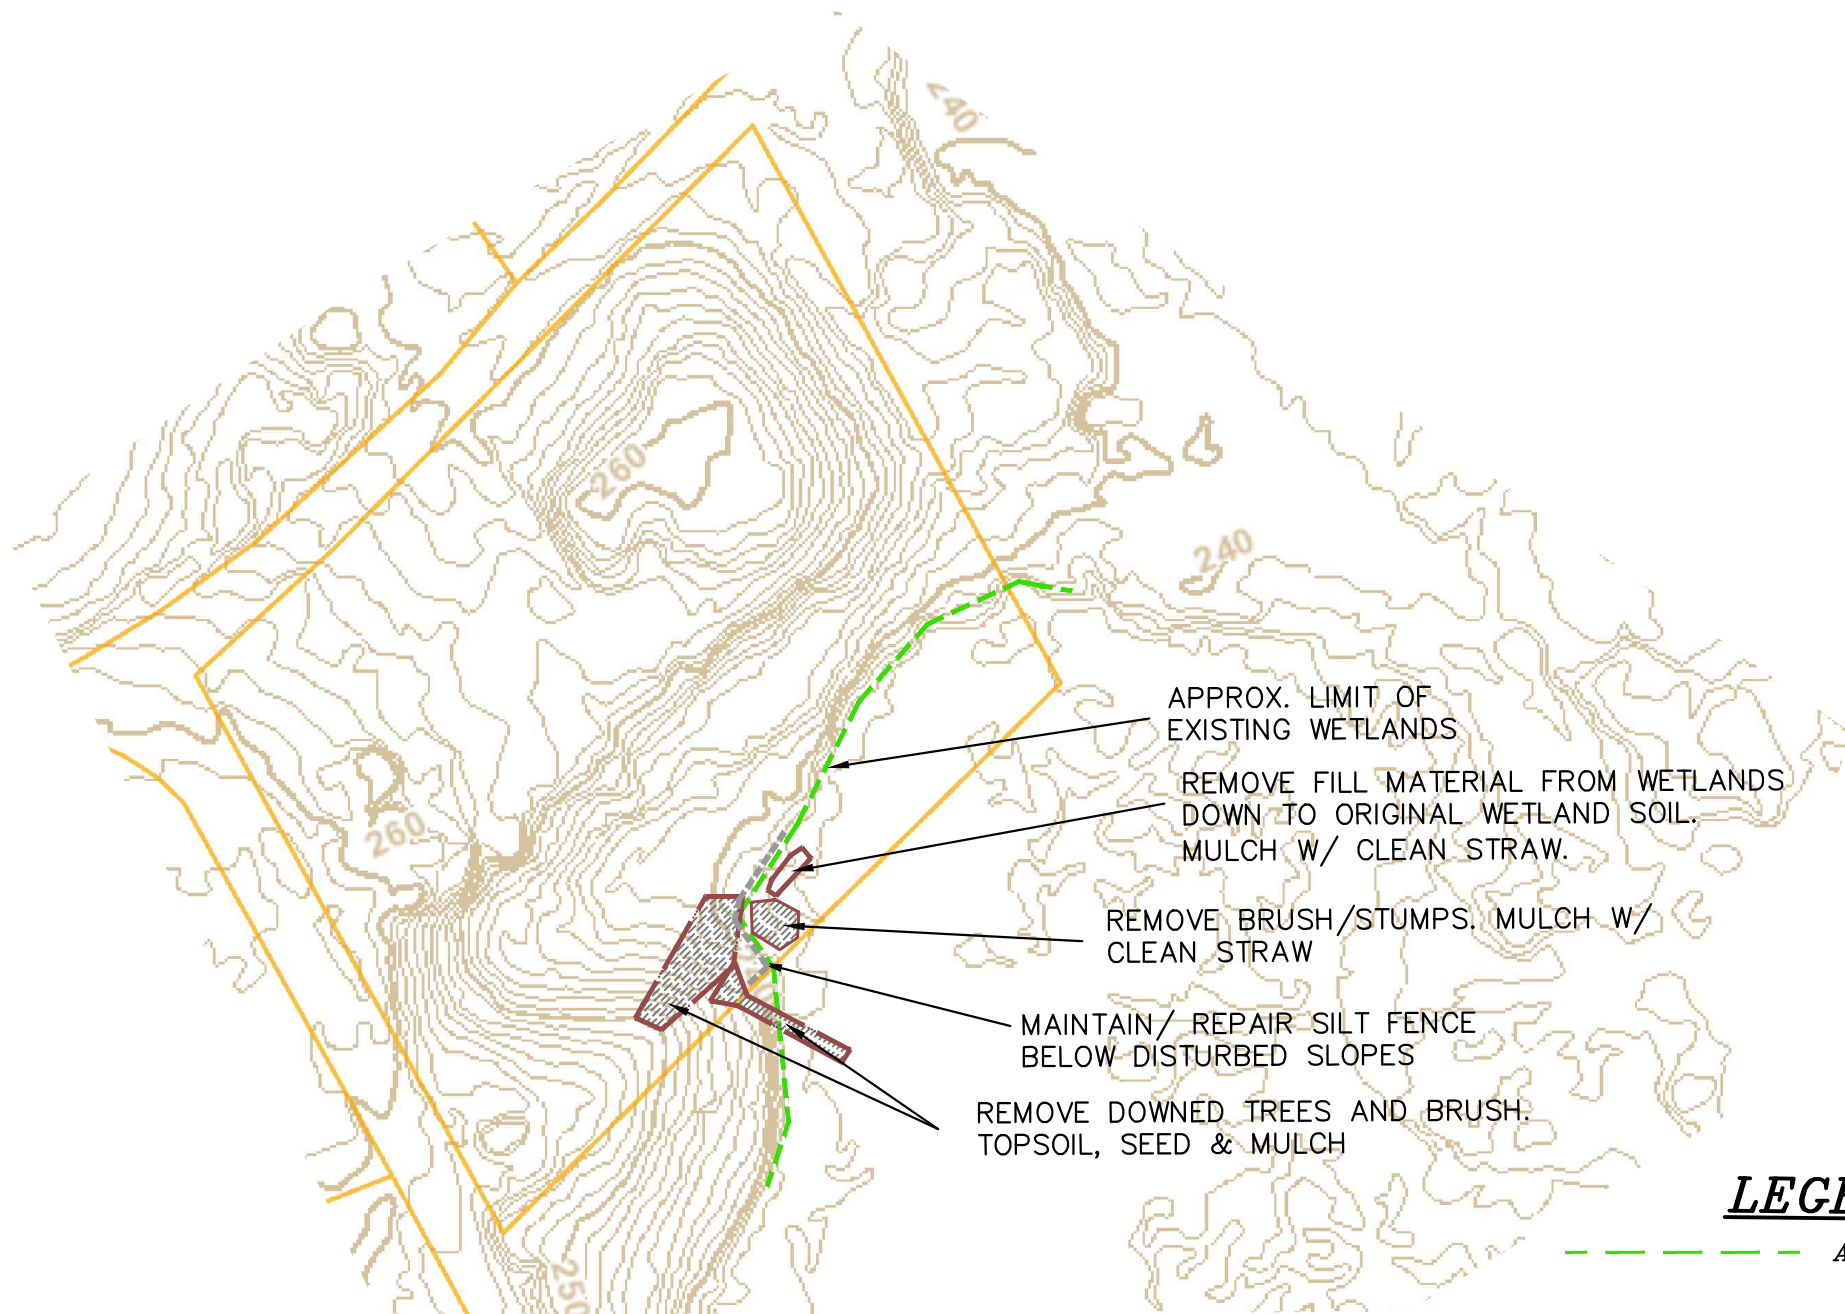 240
260
240
APPROX. LIMIT OF
EXISTING WETLANDS
REMOVE FILL MATERIAL FROM WETLANDS
DOWN TO ORIGINAL WETLAND SOIL.
MULCH W/ CLEAN STRAW.
260
REMOVE BRUSH/STUMPS. MULCH W/
CLEAN STRAW
MAINTAIN/ REPAIR SILT FENCE
BELOW DISTURBED SLOPES
REMOVE DOWNED TREES AND BRUSH.
TOPSOIL, SEED & MULCH
250